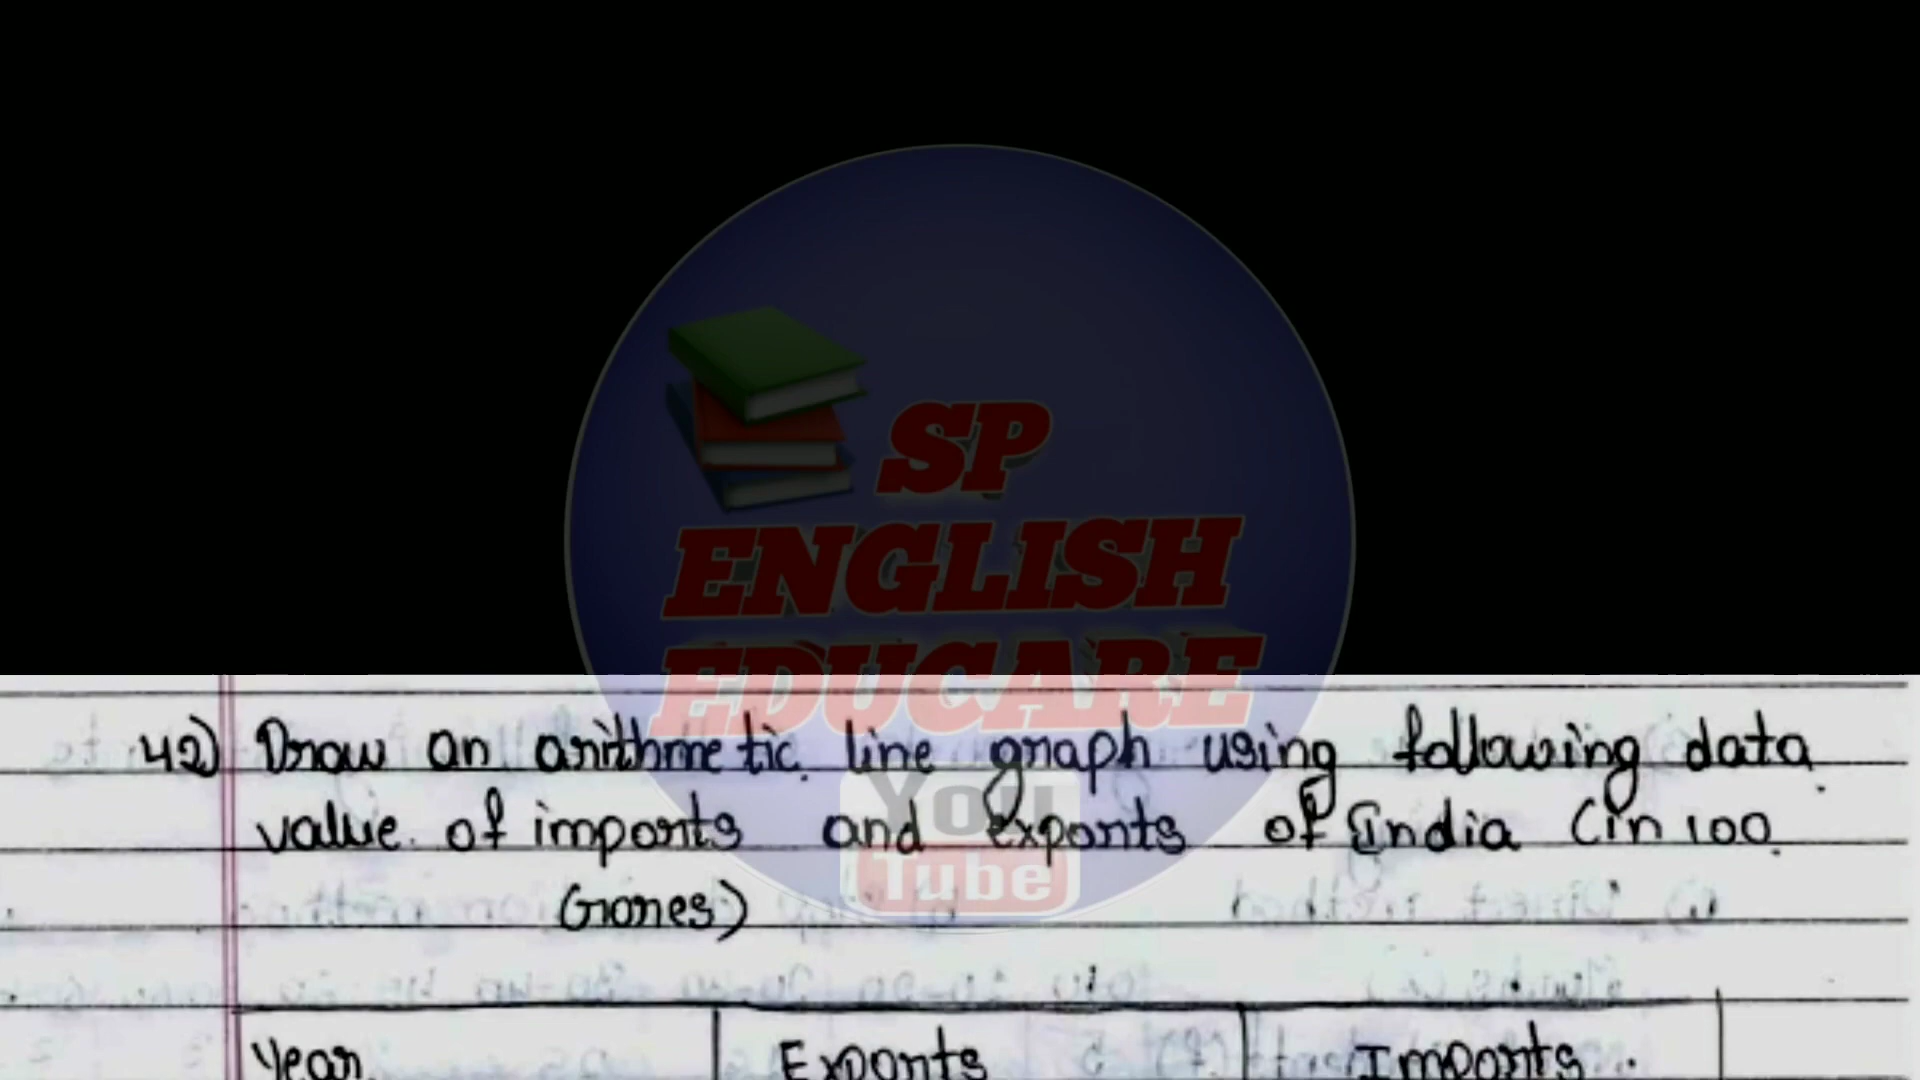 SP
ENGLISH
EDUCARE
You
Tube
42) Draw an arithmetic line graph using following data
value of imports and exports of India (in 100
Crores)
Year Exports Imports